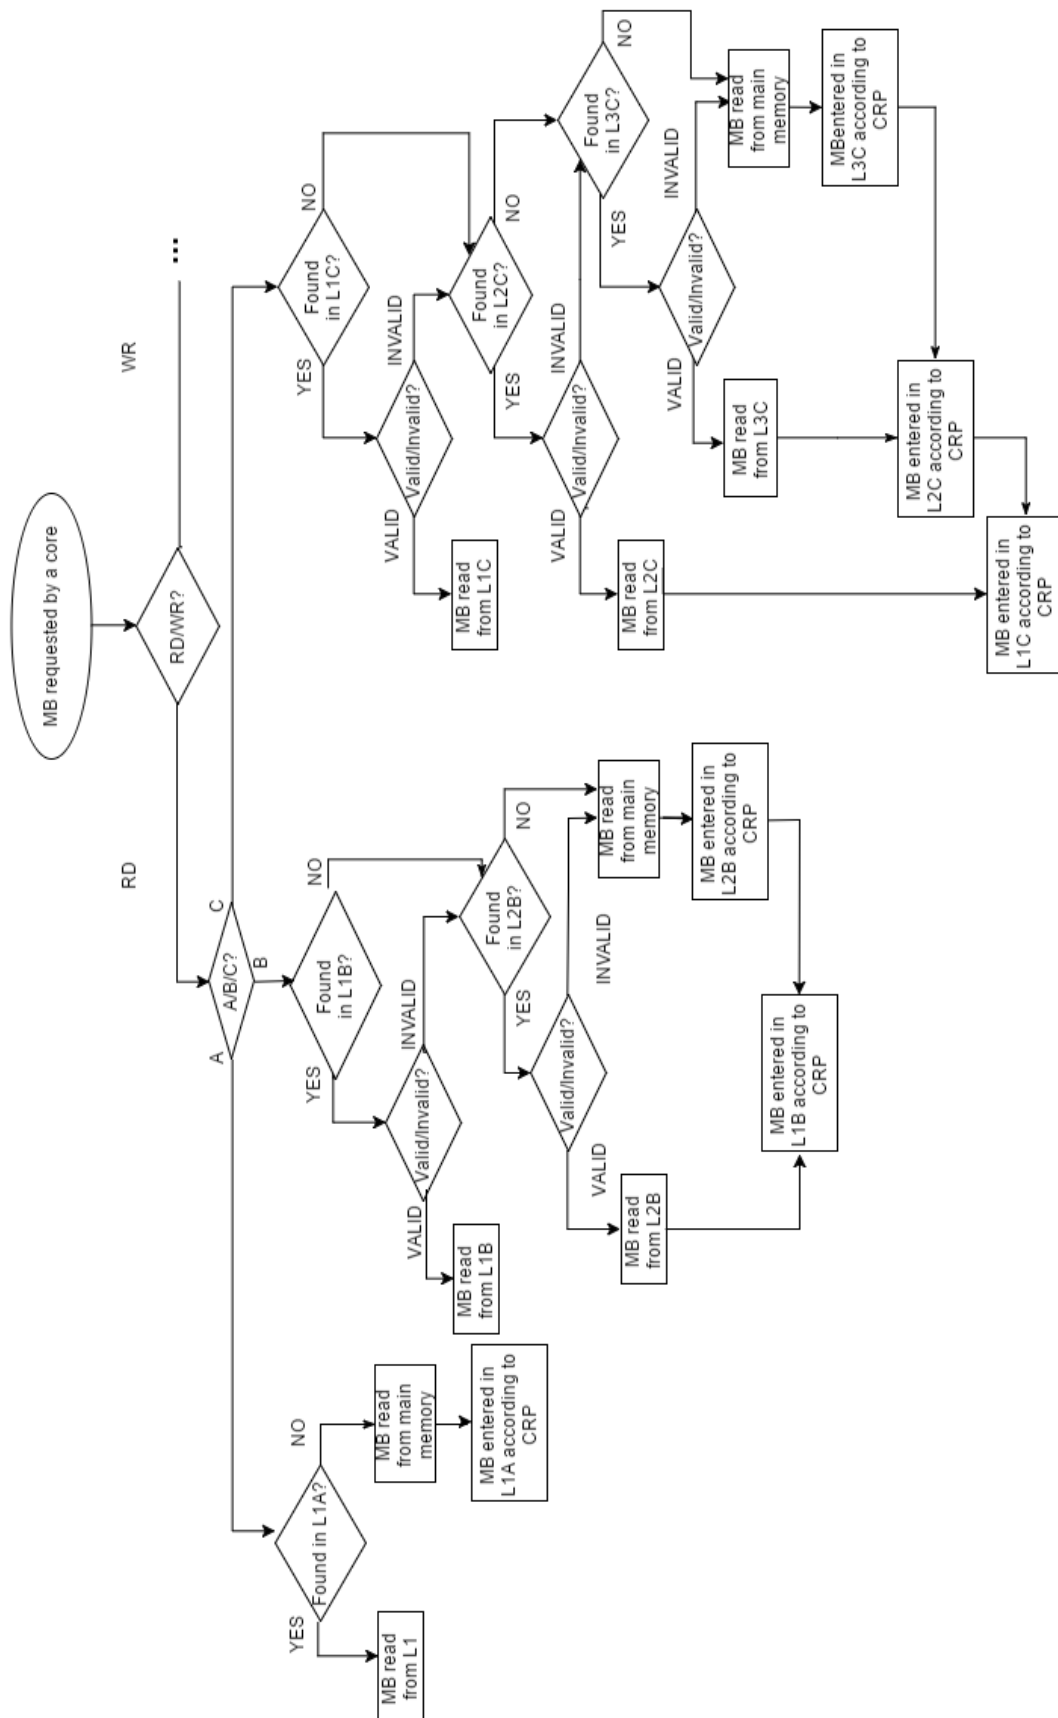 MB requested by a core
RD/WR?
RD
WR
...
A/B/C?
A
B
C
Found in L1A?
YES
NO
MB read
from L1
MB read
from main
memory
MB entered in
L1A according to
CRP
Found
in L1B?
YES
NO
Valid/Invalid?
VALID
INVALID
MB read
from L1B
Found
in L2B?
YES
NO
Valid/Invalid?
VALID
INVALID
MB read
from L2B
MB read
from main
memory
MB entered in
L2B according to
CRP
MB entered in
L1B according to
CRP
Found
in L1C?
YES
NO
Valid/Invalid?
VALID
INVALID
MB read
from L1C
Found
in L2C?
YES
NO
Valid/Invalid?
VALID
INVALID
MB read
from L2C
Found
in L3C?
YES
NO
Valid/Invalid?
VALID
INVALID
MB read
from L3C
MB read
from main
memory
MBentered in
L3C according to
CRP
MB entered in
L2C according to
CRP
MB entered in
L1C according to
CRP